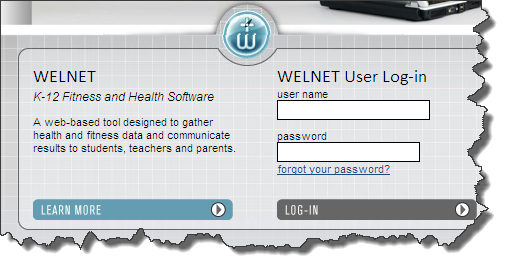 WELNET
K-12 Fitness and Health Software
A web-based tool designed to gather
health and fitness data and communicate
results to students, teachers and parents.
LEARN MORE
w
WELNET User Log-in
user name
password
forgot your password?
LOG-IN